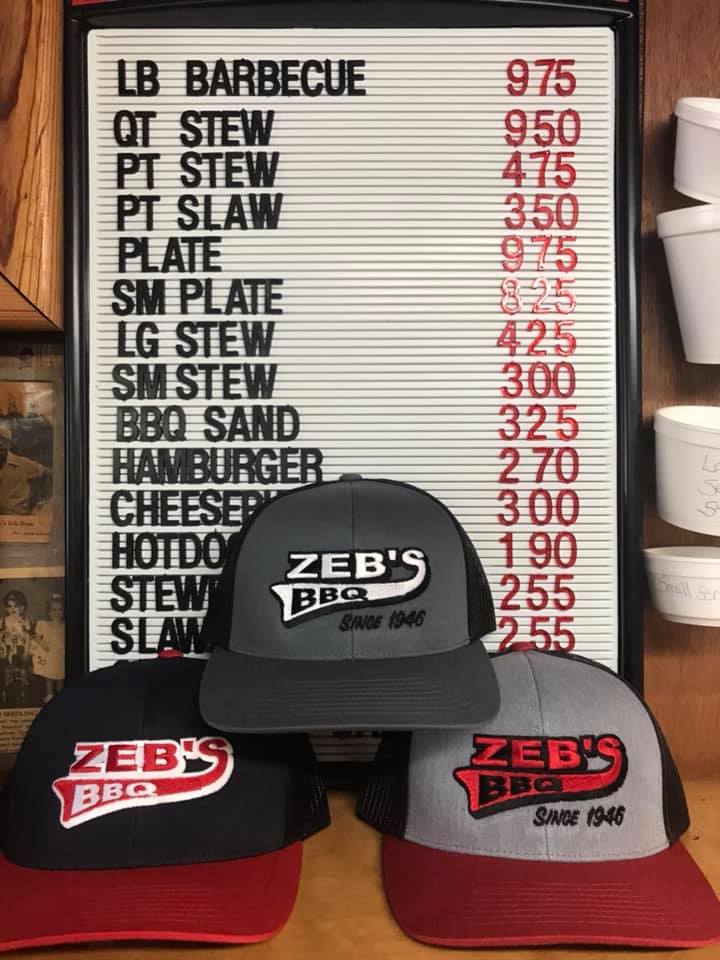 LB BARBECUE 975
QT STEW 950
PT STEW 475
PT SLAW 350
PLATE 975
SM PLATE 825
LG STEW 425
SM STEW 300
BBQ SAND 325
HAMBURGER 270
300
190
255
SLAW 255
ZEB'S
BBQ
SINCE 1946
ZEB'S
BBQ
ZEB'S
BBQ
SINCE 1946
Small